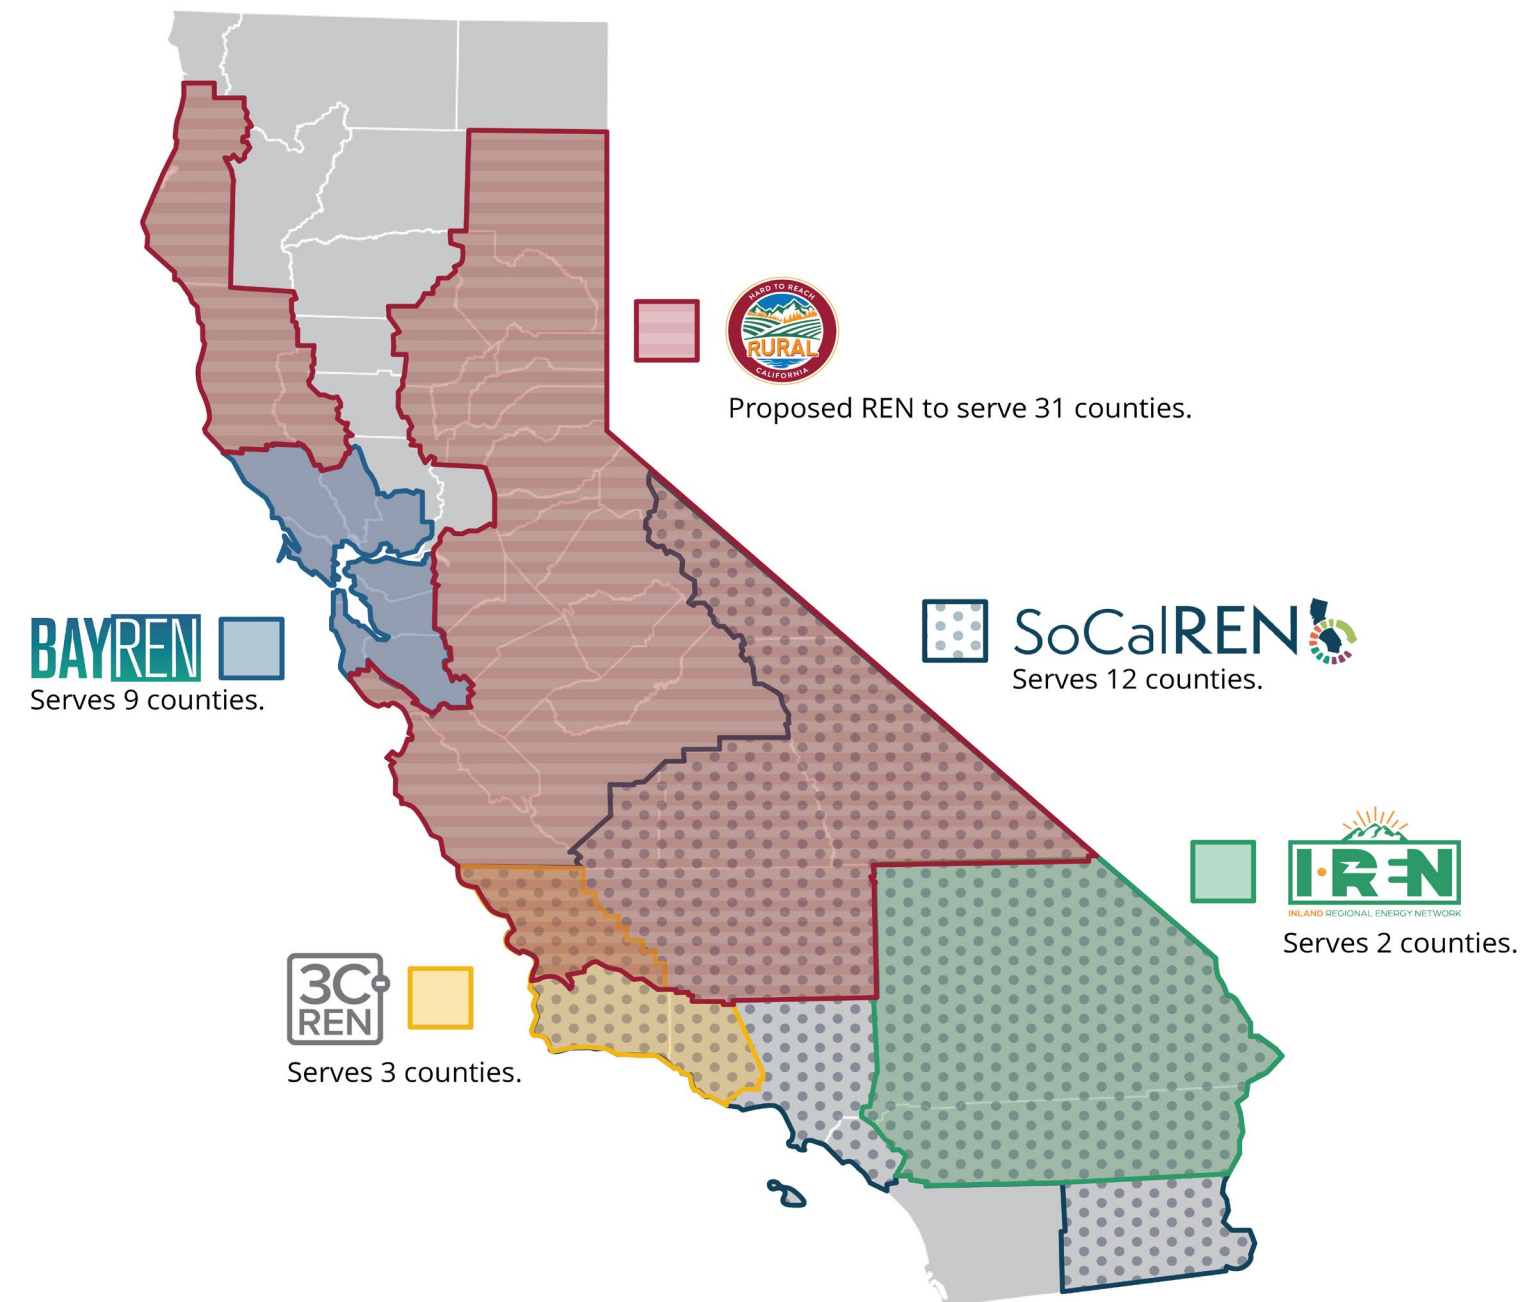 HARD TO REACH
RURAL
CALIFORNIA
Proposed REN to serve 31 counties.
SoCalREN
Serves 12 counties.
BAYREN
Serves 9 counties.
I·REN
INLAND REGIONAL ENERGY NETWORK
Serves 2 counties.
3C-REN
Serves 3 counties.